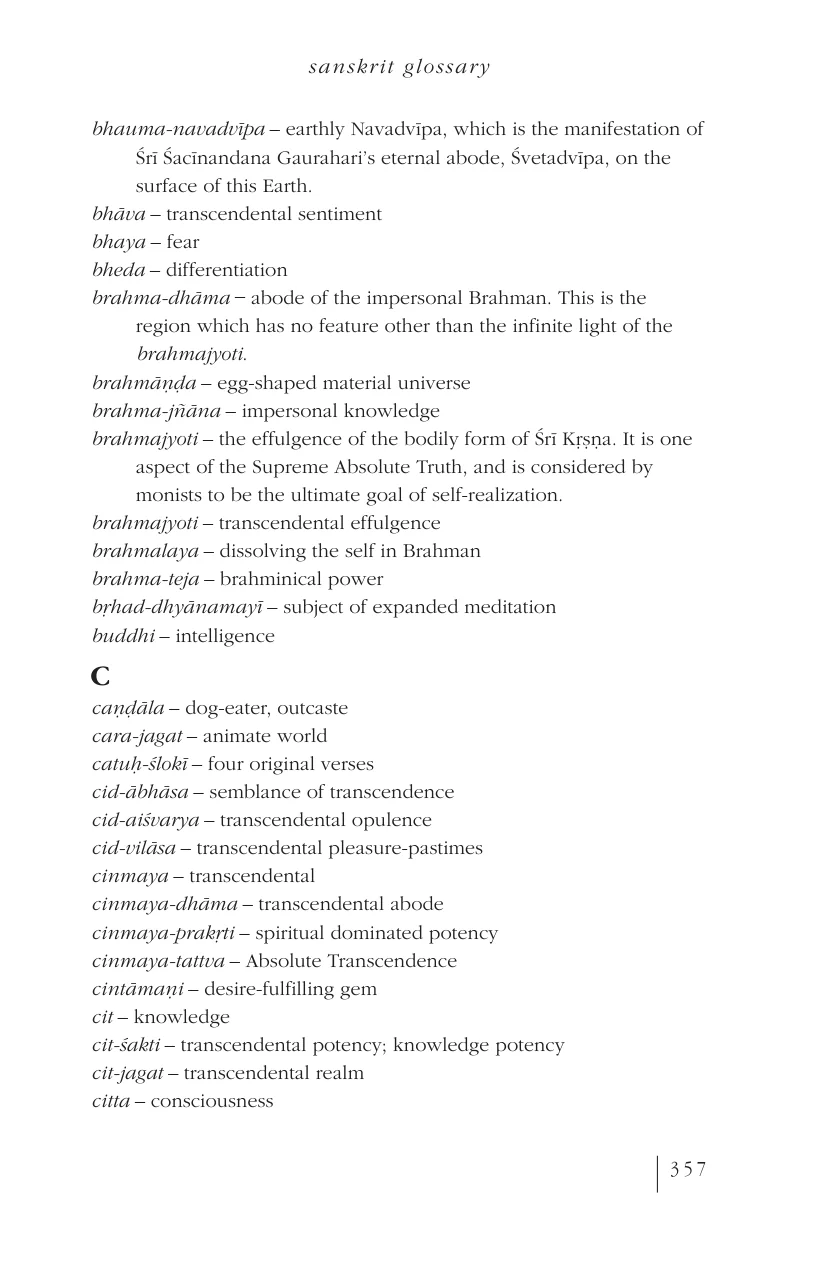 sanskrit glossary
bhauma-navadvīpa – earthly Navadvīpa, which is the manifestation of
Śrī Śacīnandana Gaurahari’s eternal abode, Śvetadvīpa, on the
surface of this Earth.
bhāva – transcendental sentiment
bhaya – fear
bheda – differentiation
brahma-dhāma – abode of the impersonal Brahman. This is the
region which has no feature other than the infinite light of the
brahmajyoti.
brahmāṇḍa – egg-shaped material universe
brahma-jñāna – impersonal knowledge
brahmajyoti – the effulgence of the bodily form of Śrī Kṛṣṇa. It is one
aspect of the Supreme Absolute Truth, and is considered by
monists to be the ultimate goal of self-realization.
brahmajyoti – transcendental effulgence
brahmalaya – dissolving the self in Brahman
brahma-teja – brahminical power
bṛhad-dhyānamayī – subject of expanded meditation
buddhi – intelligence
C
caṇḍāla – dog-eater, outcaste
cara-jagat – animate world
catuḥ-ślokī – four original verses
cid-ābhāsa – semblance of transcendence
cid-aiśvarya – transcendental opulence
cid-vilāsa – transcendental pleasure-pastimes
cinmaya – transcendental
cinmaya-dhāma – transcendental abode
cinmaya-prakṛti – spiritual dominated potency
cinmaya-tattva – Absolute Transcendence
cintāmaṇi – desire-fulfilling gem
cit – knowledge
cit-śakti – transcendental potency; knowledge potency
cit-jagat – transcendental realm
citta – consciousness
357